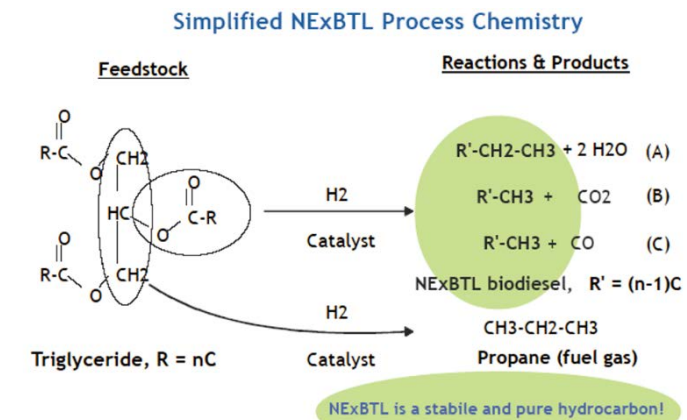 Simplified NExBTL Process Chemistry
Feedstock
Reactions & Products
O
R-C
O
CH2
HC
O
C-R
O
O
R-C
O
CH2
H2
Catalyst
R'-CH2-CH3 + 2 H2O (A)
R'-CH3 + CO2 (B)
R'-CH3 + CO (C)
NExBTL biodiesel, R' = (n-1)C
H2
Catalyst
CH3-CH2-CH3
Propane (fuel gas)
Triglyceride, R = nC
NExBTL is a stabile and pure hydrocarbon!